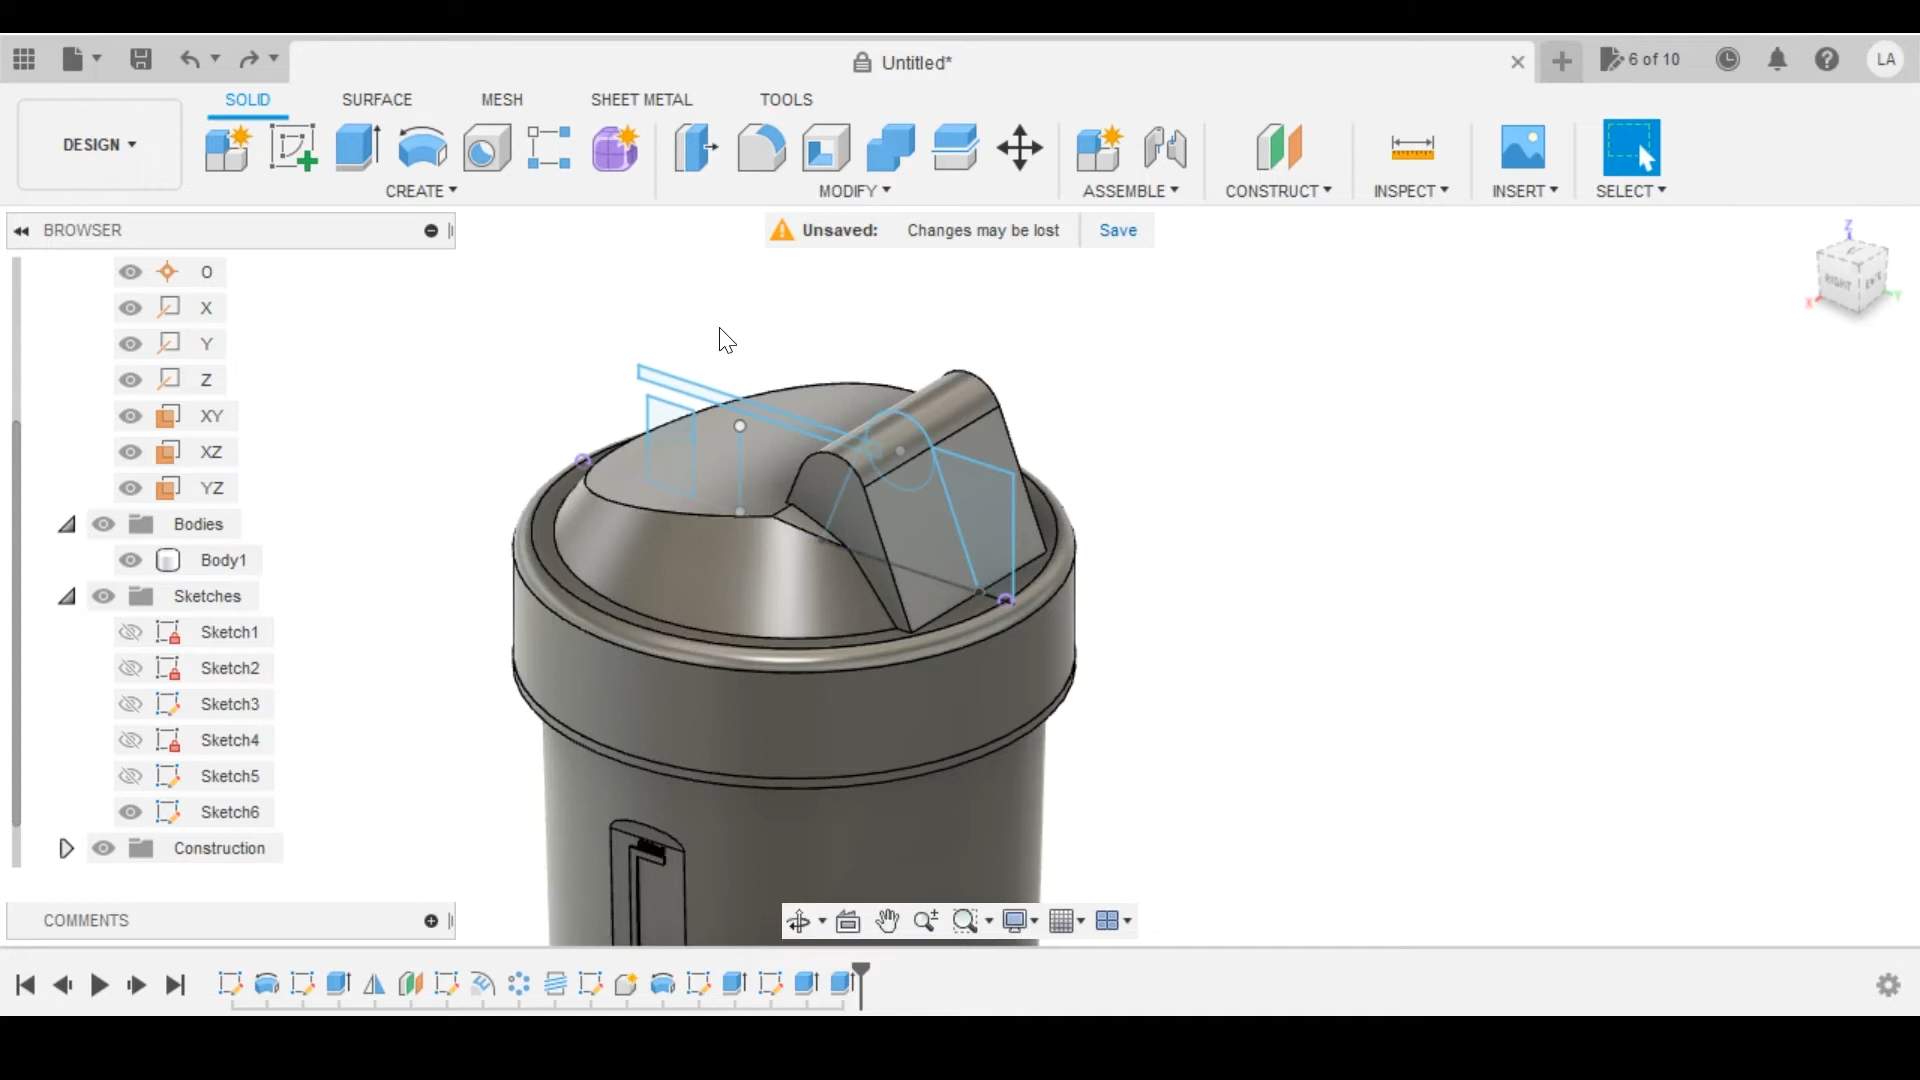 Untitled*
6 of 10
LA
DESIGN
SOLID
SURFACE
MESH
SHEET METAL
TOOLS
CREATE
MODIFY
ASSEMBLE
CONSTRUCT
INSPECT
INSERT
SELECT
BROWSER
Unsaved: Changes may be lost Save
Z
RIGHT
X
Y
O
X
Y
Z
XY
XZ
YZ
Bodies
Body1
Sketches
Sketch1
Sketch2
Sketch3
Sketch4
Sketch5
Sketch6
Construction
COMMENTS